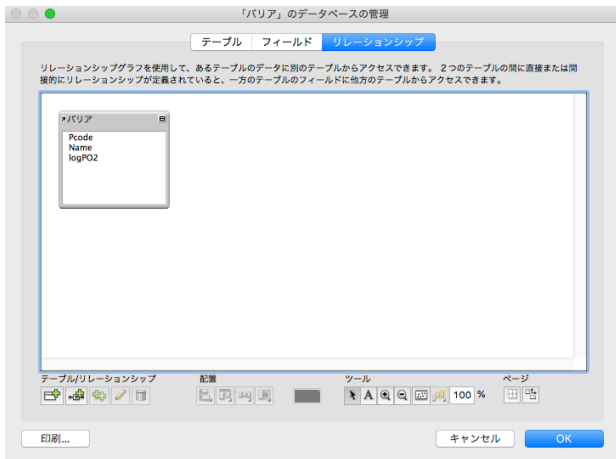 「バリア」のデータベースの管理
テーブル フィールド リレーションシップ
リレーションシップグラフを使用して、あるテーブルのデータに別のテーブルからアクセスできます。 2つのテーブルの間に直接または間
接的にリレーションシップが定義されていると、一方のテーブルのフィールドに他方のテーブルからアクセスできます。
バリア
Pcode
Name
logPO2
テーブル/リレーションシップ 配置 ツール ページ
A 100 %
印刷... キャンセル OK